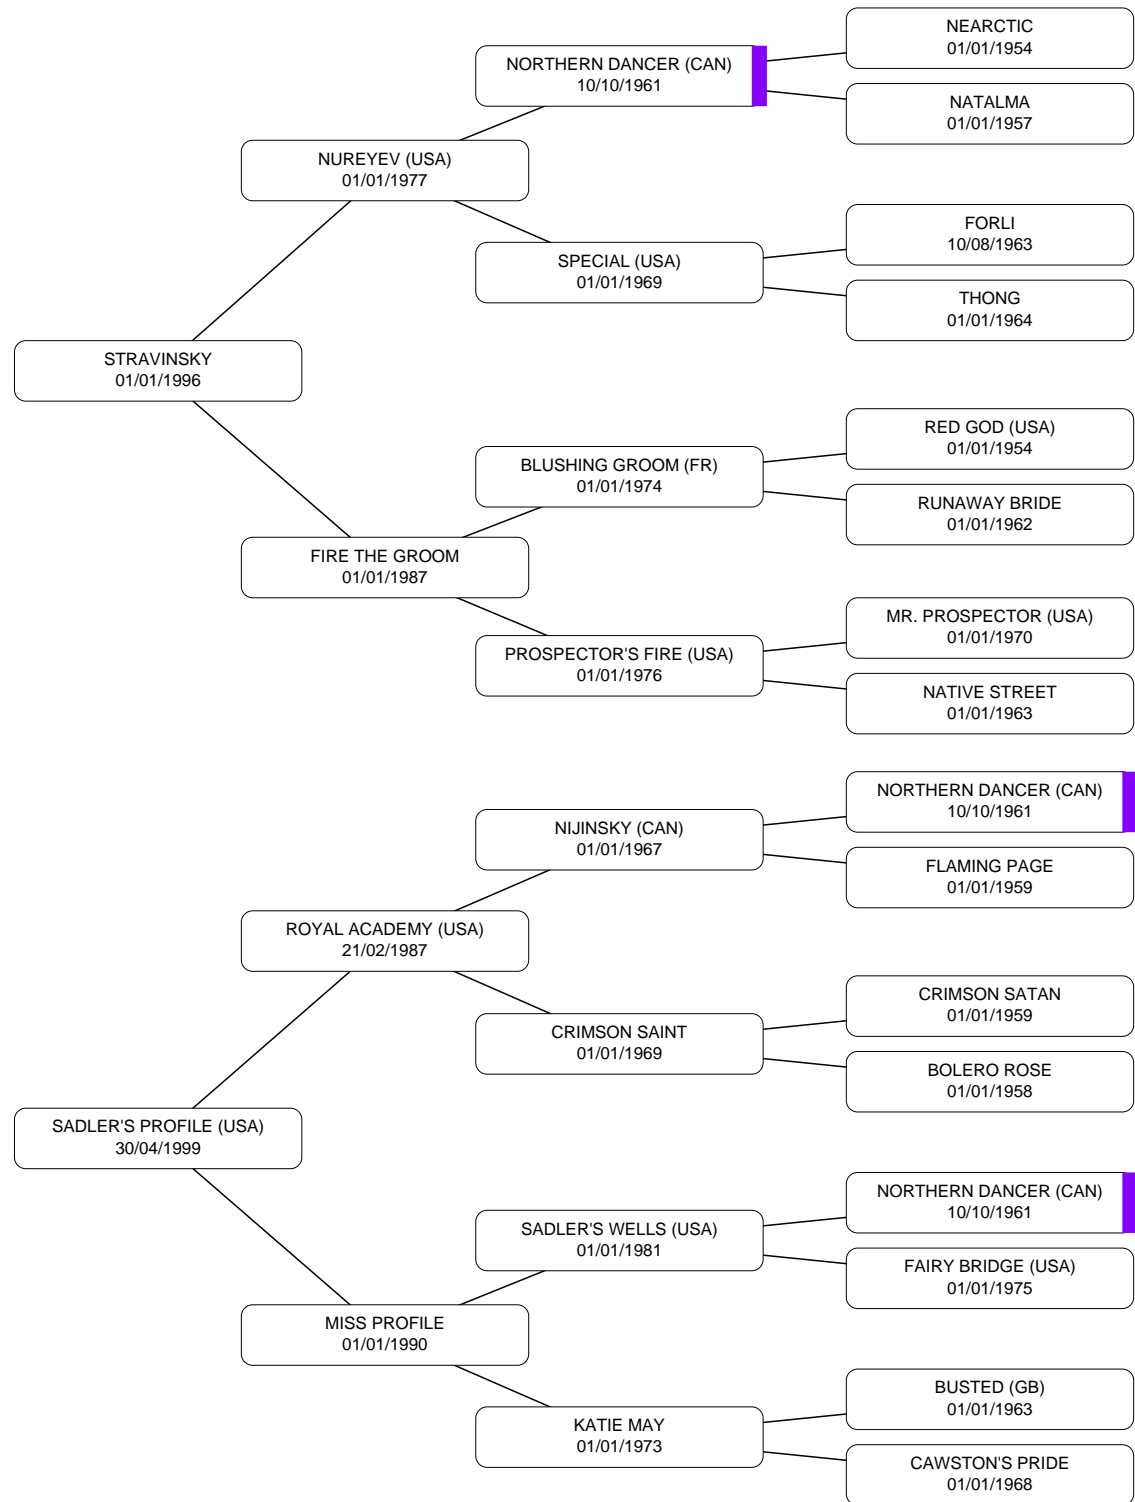 NEARCTIC
01/01/1954
NORTHERN DANCER (CAN)
10/10/1961
NATALMA
01/01/1957
NUREYEV (USA)
01/01/1977
FORLI
10/08/1963
SPECIAL (USA)
01/01/1969
THONG
01/01/1964
STRAVINSKY
01/01/1996
RED GOD (USA)
01/01/1954
BLUSHING GROOM (FR)
01/01/1974
RUNAWAY BRIDE
01/01/1962
FIRE THE GROOM
01/01/1987
MR. PROSPECTOR (USA)
01/01/1970
PROSPECTOR'S FIRE (USA)
01/01/1976
NATIVE STREET
01/01/1963
NORTHERN DANCER (CAN)
10/10/1961
NIJINSKY (CAN)
01/01/1967
FLAMING PAGE
01/01/1959
ROYAL ACADEMY (USA)
21/02/1987
CRIMSON SATAN
01/01/1959
CRIMSON SAINT
01/01/1969
BOLERO ROSE
01/01/1958
SADLER'S PROFILE (USA)
30/04/1999
NORTHERN DANCER (CAN)
10/10/1961
SADLER'S WELLS (USA)
01/01/1981
FAIRY BRIDGE (USA)
01/01/1975
MISS PROFILE
01/01/1990
BUSTED (GB)
01/01/1963
KATIE MAY
01/01/1973
CAWSTON'S PRIDE
01/01/1968